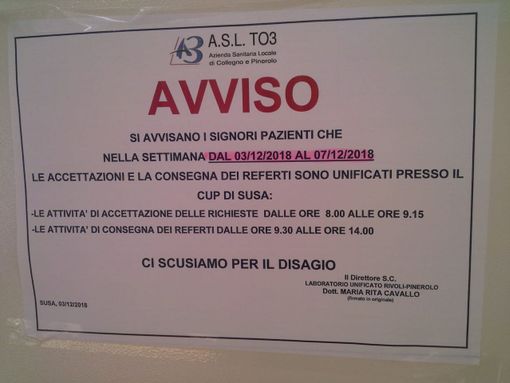 A.S.L. TO3
Azienda Sanitaria Locale
di Collegno e Pinerolo
AVVISO
SI AVVISANO I SIGNORI PAZIENTI CHE
NELLA SETTIMANA DAL 03/12/2018 AL 07/12/2018
LE ACCETTAZIONI E LA CONSEGNA DEI REFERTI SONO UNIFICATI PRESSO IL
CUP DI SUSA:
-LE ATTIVITA' DI ACCETTAZIONE DELLE RICHIESTE DALLE ORE 8.00 ALLE ORE 9.15
-LE ATTIVITA' DI CONSEGNA DEI REFERTI DALLE ORE 9.30 ALLE ORE 14.00
CI SCUSIAMO PER IL DISAGIO
Il Direttore S.C.
LABORATORIO UNIFICATO RIVOLI-PINEROLO
Dott. MARIA RITA CAVALLO
(firmato in originale)
SUSA, 03/12/2018